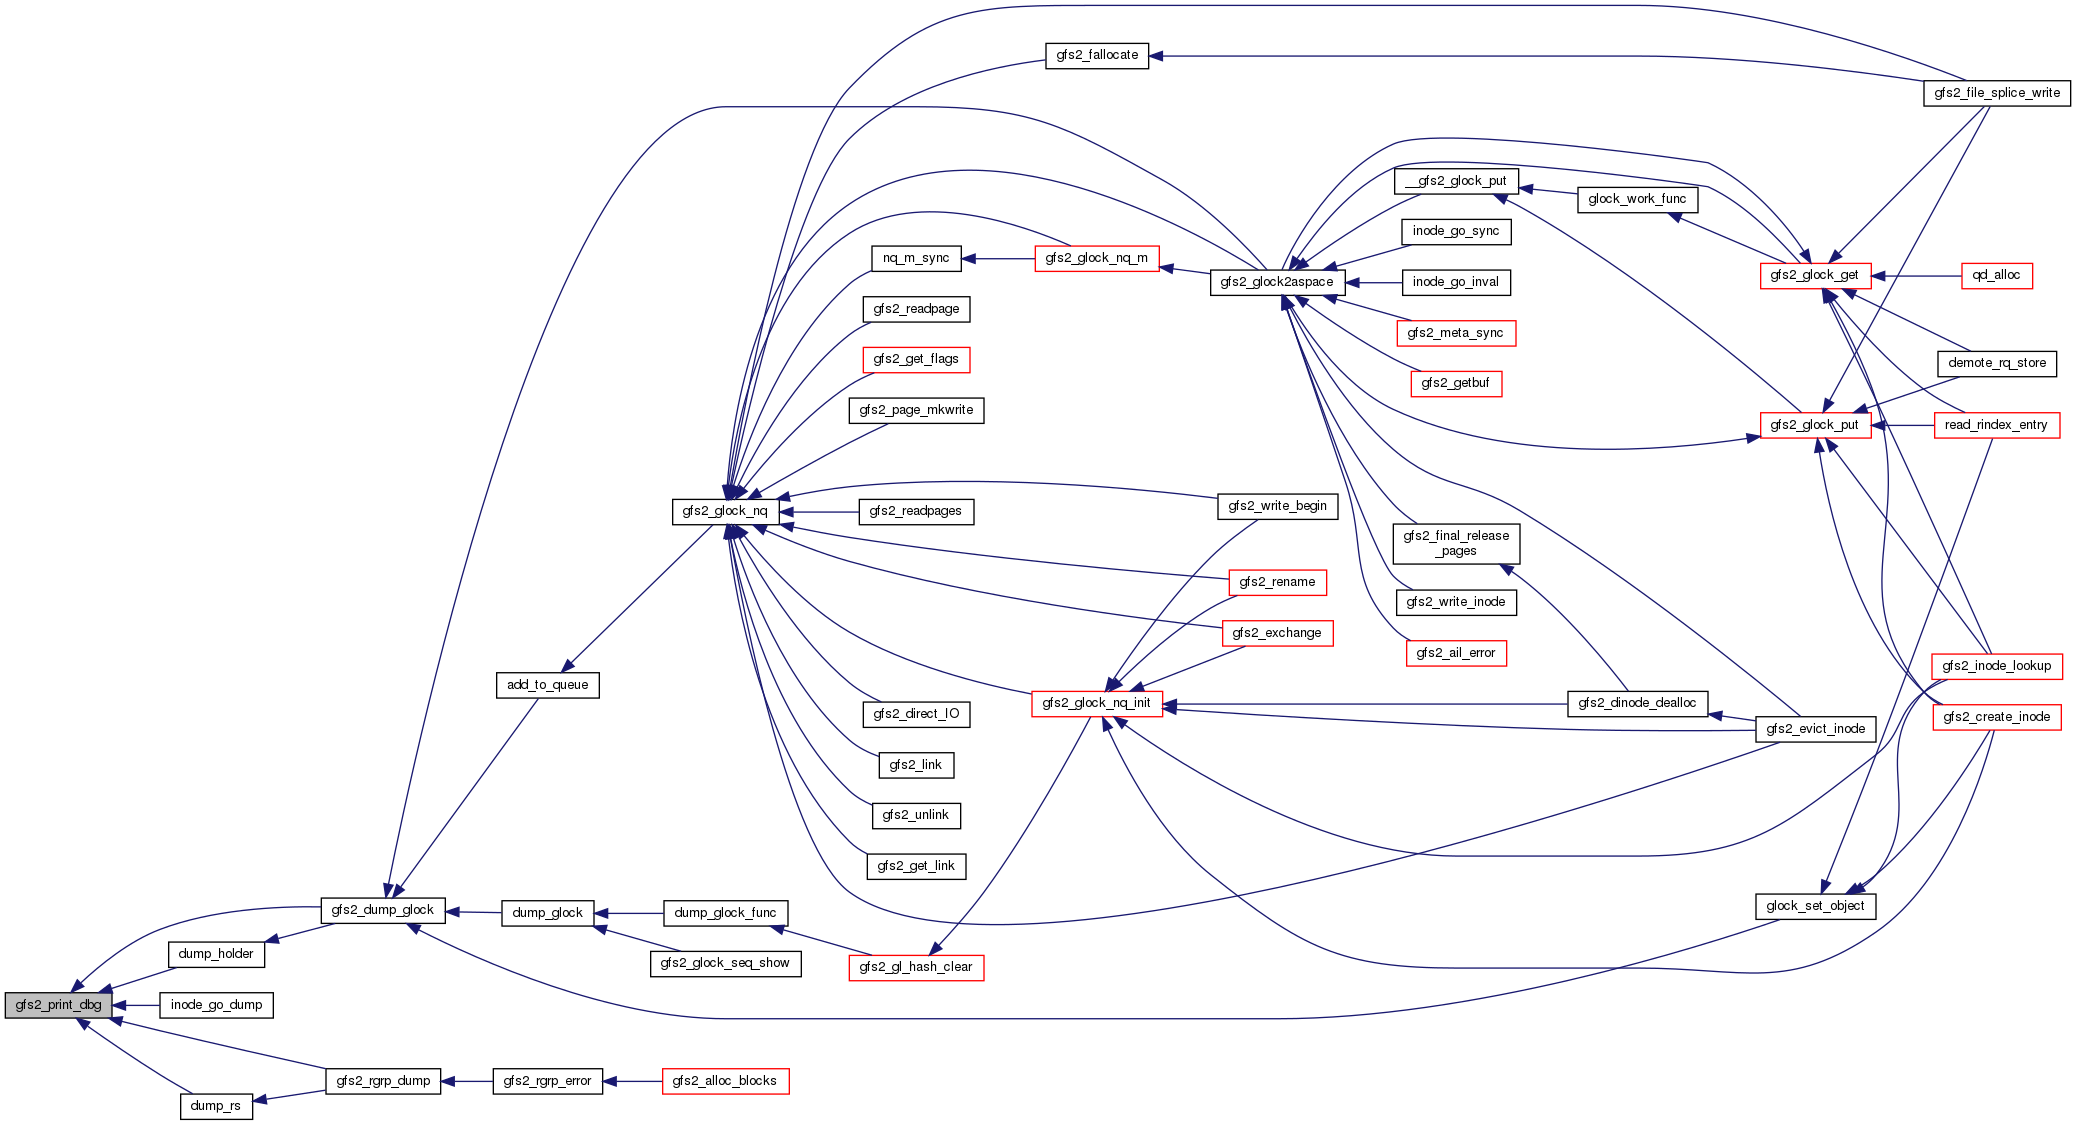 gfs2_fallocate
gfs2_file_splice_write
__gfs2_glock_put
glock_work_func
inode_go_sync
nq_m_sync
gfs2_glock_nq_m
gfs2_glock2aspace
inode_go_inval
gfs2_glock_get
qd_alloc
gfs2_readpage
gfs2_meta_sync
gfs2_get_flags
gfs2_getbuf
demote_rq_store
gfs2_page_mkwrite
gfs2_glock_put
read_rindex_entry
gfs2_glock_nq
gfs2_readpages
gfs2_write_begin
gfs2_final_release
_pages
gfs2_rename
gfs2_write_inode
gfs2_exchange
gfs2_ail_error
gfs2_inode_lookup
add_to_queue
gfs2_direct_IO
gfs2_glock_nq_init
gfs2_dinode_dealloc
gfs2_evict_inode
gfs2_create_inode
gfs2_link
gfs2_unlink
gfs2_get_link
gfs2_dump_glock
dump_glock
dump_glock_func
glock_set_object
dump_holder
gfs2_glock_seq_show
gfs2_gl_hash_clear
gfs2_print_dbg
inode_go_dump
gfs2_rgrp_dump
gfs2_rgrp_error
gfs2_alloc_blocks
dump_rs